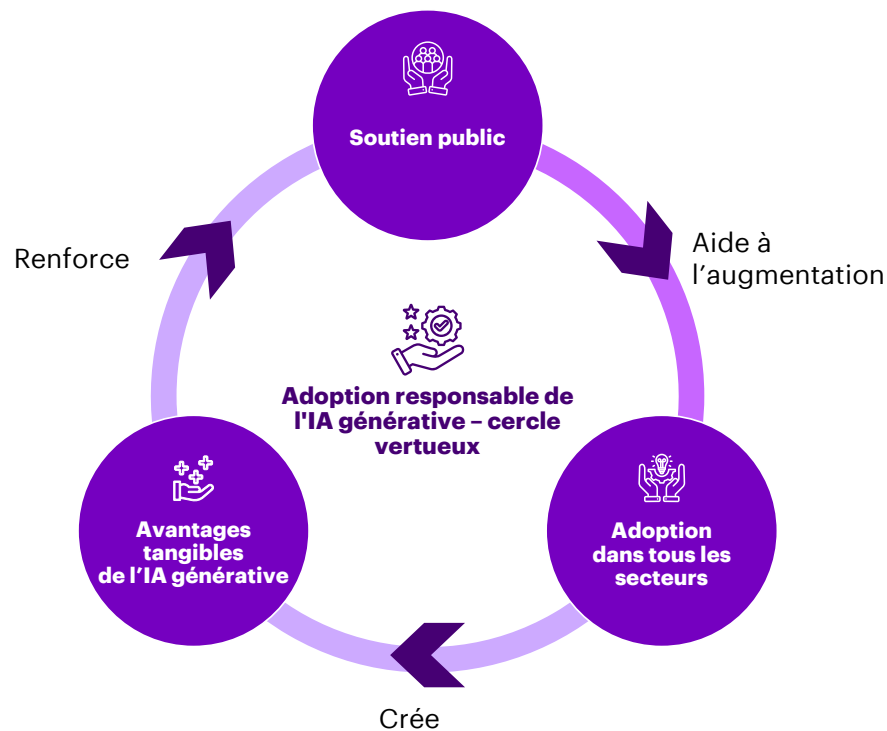 Soutien public
Renforce
Aide à
l’augmentation
Adoption responsable de
l'IA générative – cercle
vertueux
Avantages
tangibles
de l’IA générative
Adoption
dans tous les
secteurs
Crée